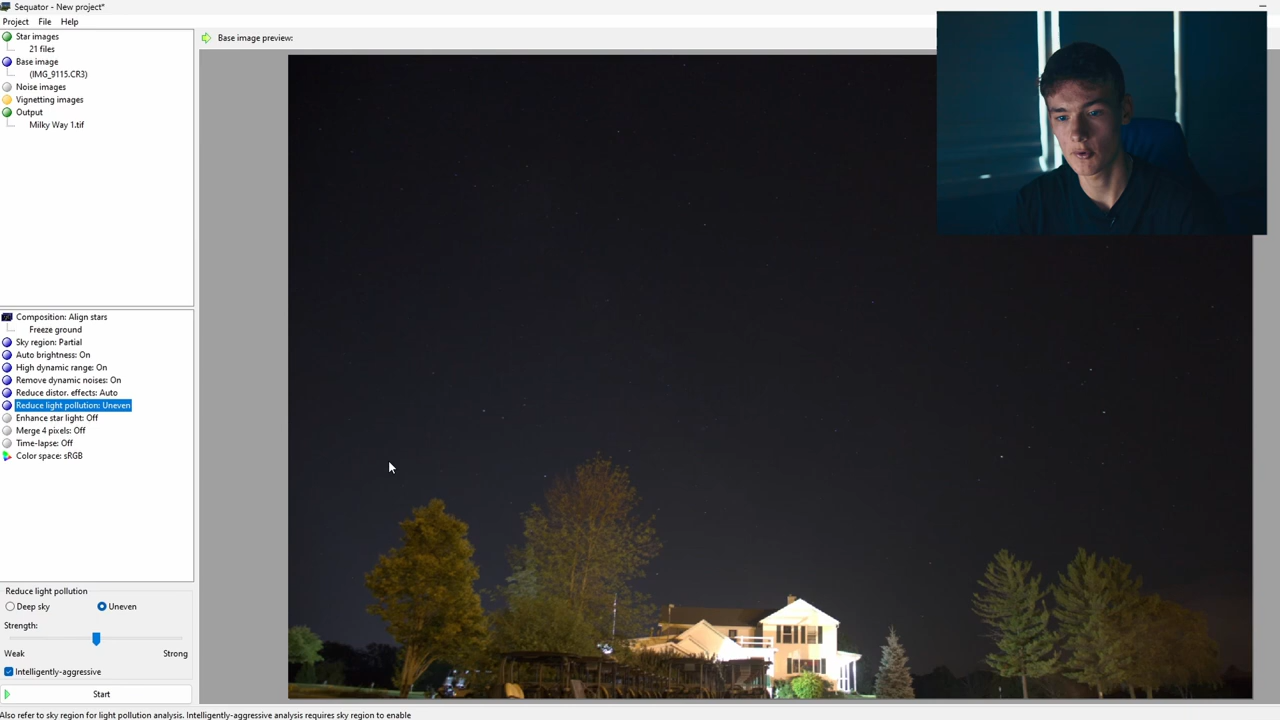 Sequator - New project*
Project File Help
Star images
21 files
Base image
(IMG_9115.CR3)
Noise images
Vignetting images
Output
Milky Way 1.tif
Base image preview:
Composition: Align stars
Freeze ground
Sky region: Partial
Auto brightness: On
High dynamic range: On
Remove dynamic noises: On
Reduce distor. effects: Auto
Reduce light pollution: Uneven
Enhance star light: Off
Merge 4 pixels: Off
Time-lapse: Off
Color space: sRGB
Reduce light pollution
Deep sky Uneven
Strength:
Weak Strong
Intelligently-aggressive
Start
Also refer to sky region for light pollution analysis. Intelligently-aggressive analysis requires sky region to enable